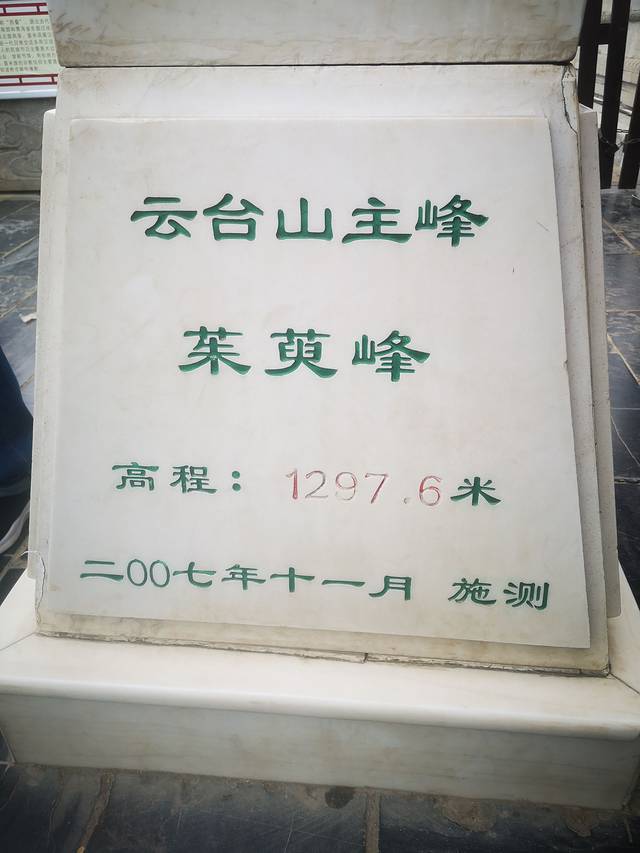 云台山主峰
茱萸峰
高程：1297.6米
二00七年十一月 施测